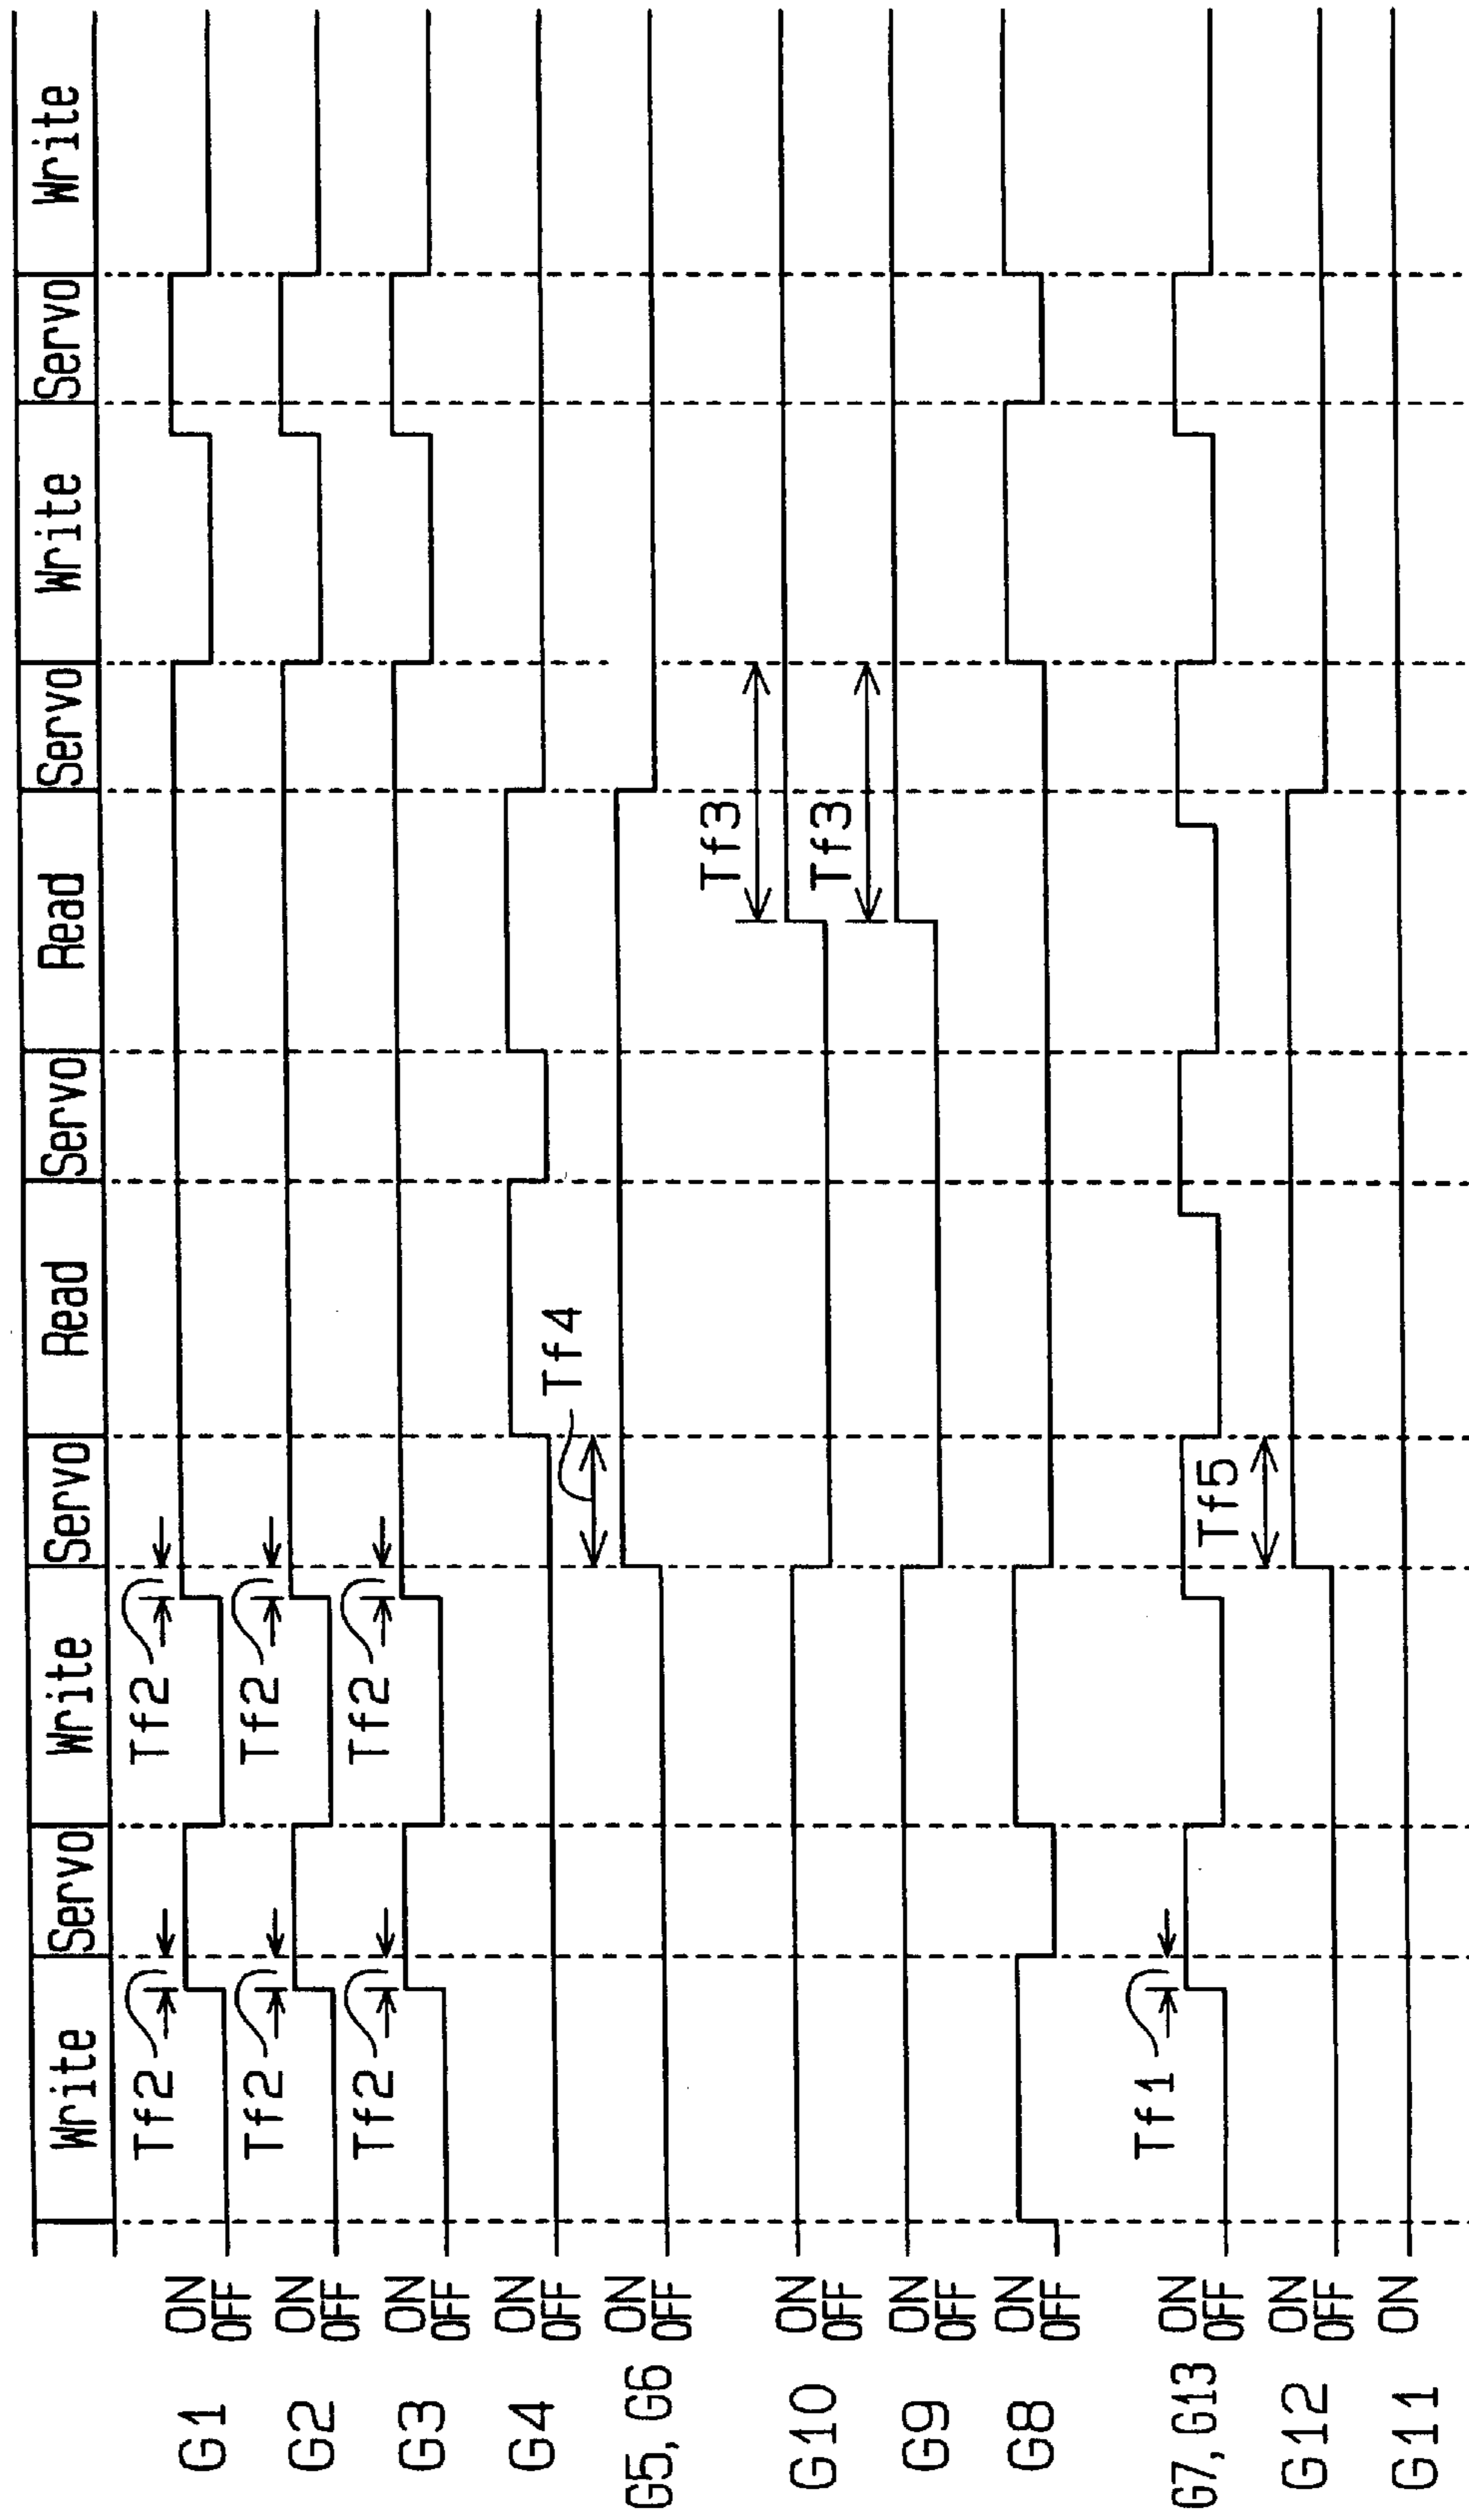 Write Servo Write Servo Read Servo Read Servo Write Servo Write
G1 ON OFF Tf2 Tf2
G2 ON OFF Tf2 Tf2
G3 ON OFF Tf2 Tf2
G4 ON OFF
Tf4
G5, G6 ON OFF
Tf3
G10 ON OFF
Tf3
G9 ON OFF
G8 ON OFF
Tf1
G7, G13 ON OFF
Tf5
G12 ON OFF
G11 ON